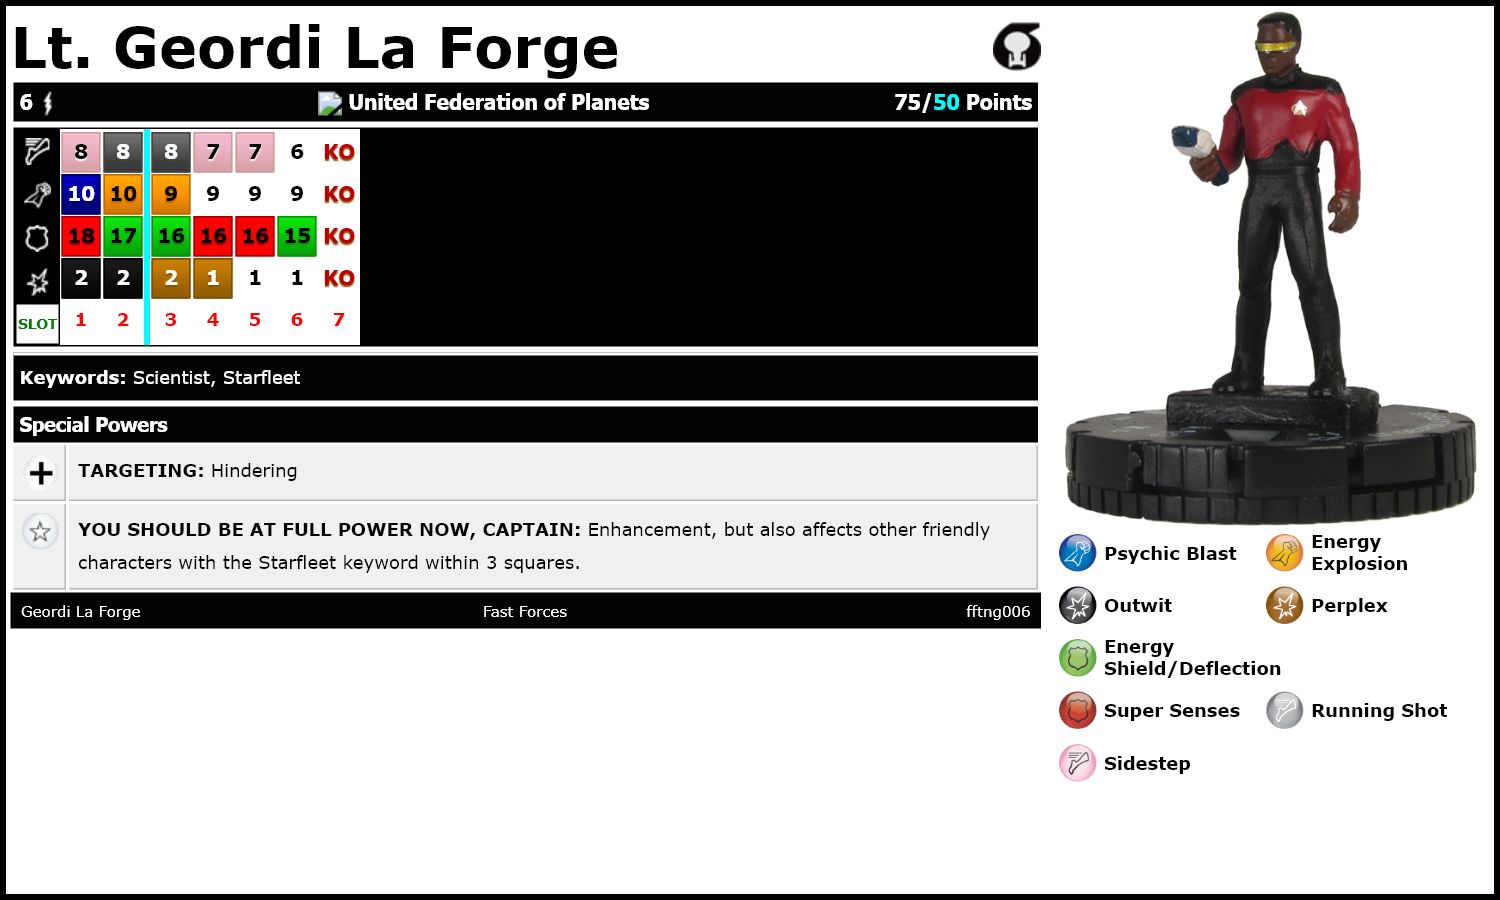 Lt. Geordi La Forge
6 United Federation of Planets 75/50 Points
8 8 8 7 7 6 KO
10 10 9 9 9 9 KO
18 17 16 16 16 15 KO
2 2 2 1 1 1 KO
SLOT 1 2 3 4 5 6 7
Keywords: Scientist, Starfleet
Special Powers
TARGETING: Hindering
YOU SHOULD BE AT FULL POWER NOW, CAPTAIN: Enhancement, but also affects other friendly
characters with the Starfleet keyword within 3 squares.
Geordi La Forge Fast Forces fftng006
Psychic Blast
Energy
Explosion
Outwit
Perplex
Energy
Shield/Deflection
Super Senses
Running Shot
Sidestep